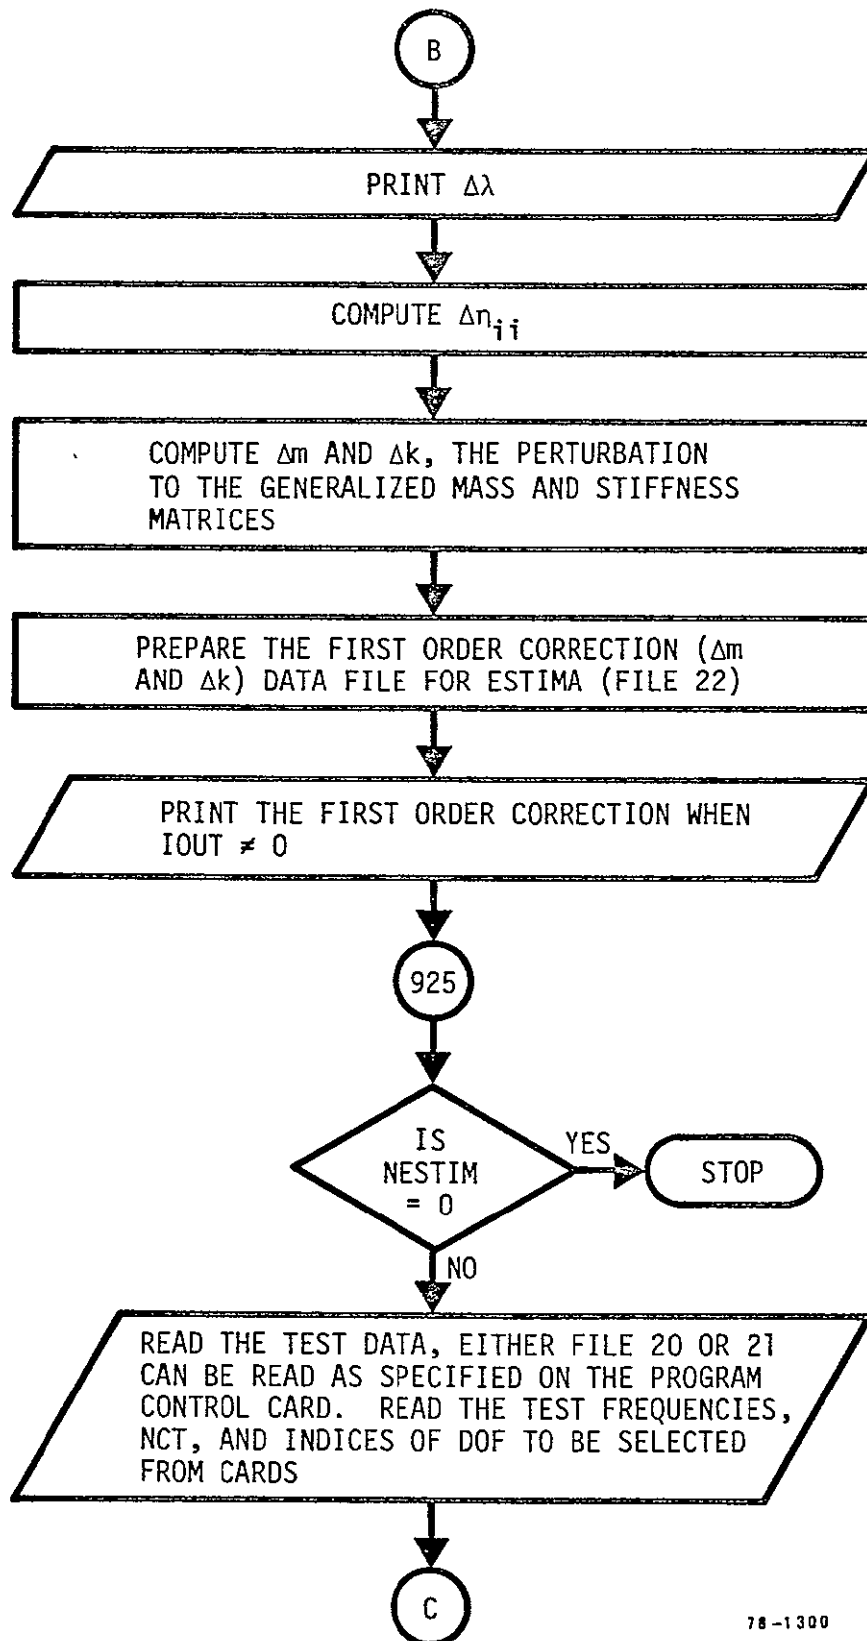 B
PRINT Δλ
COMPUTE Δη_ii
COMPUTE Δm AND Δk, THE PERTURBATION
TO THE GENERALIZED MASS AND STIFFNESS
MATRICES
PREPARE THE FIRST ORDER CORRECTION (Δm
AND Δk) DATA FILE FOR ESTIMA (FILE 22)
PRINT THE FIRST ORDER CORRECTION WHEN
IOUT ≠ 0
925
IS
NESTIM
= 0
YES
STOP
NO
READ THE TEST DATA, EITHER FILE 20 OR 21
CAN BE READ AS SPECIFIED ON THE PROGRAM
CONTROL CARD. READ THE TEST FREQUENCIES,
NCT, AND INDICES OF DOF TO BE SELECTED
FROM CARDS
C
78-1300